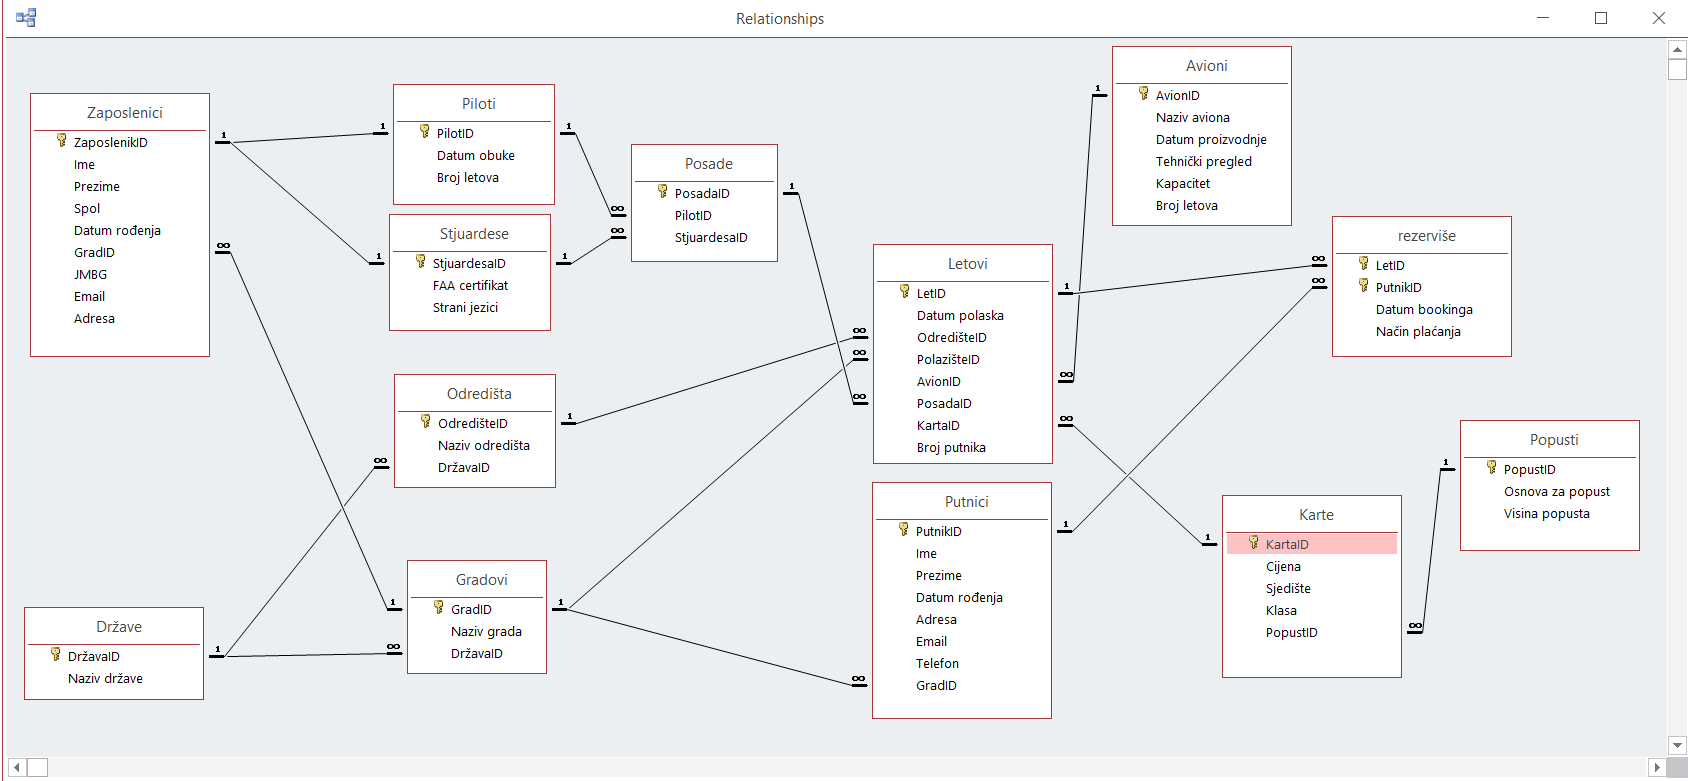 Relationships
Zaposlenici
ZaposlenikID
Ime
Prezime
Spol
Datum rođenja
GradID
JMBG
Email
Adresa
1
∞
Piloti
PilotID
Datum obuke
Broj letova
1
1
Stjuardese
StjuardesaID
FAA certifikat
Strani jezici
1
1
Posade
PosadaID
PilotID
StjuardesaID
∞
∞
1
Odredišta
OdredišteID
Naziv odredišta
DržavaID
1
∞
Države
DržavaID
Naziv države
1
Gradovi
GradID
Naziv grada
DržavaID
1
∞
1
Letovi
LetID
Datum polaska
OdredišteID
PolazišteID
AvionID
PosadaID
KartaID
Broj putnika
∞
∞
∞
1
∞
∞
Putnici
PutnikID
Ime
Prezime
Datum rođenja
Adresa
Email
Telefon
GradID
1
∞
Avioni
AvionID
Naziv aviona
Datum proizvodnje
Tehnički pregled
Kapacitet
Broj letova
1
rezerviše
LetID
PutnikID
Datum bookinga
Način plaćanja
∞
∞
Karte
KartaID
Cijena
Sjedište
Klasa
PopustID
1
∞
Popusti
PopustID
Osnova za popust
Visina popusta
1